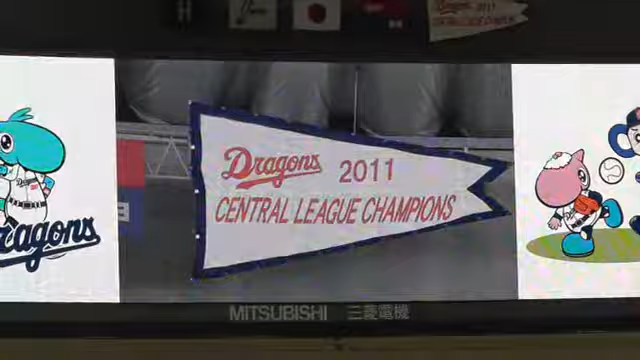 Dragons 2011
CENTRAL LEAGUE CHAMPIONS
ragons
MITSUBISHI 三菱電機